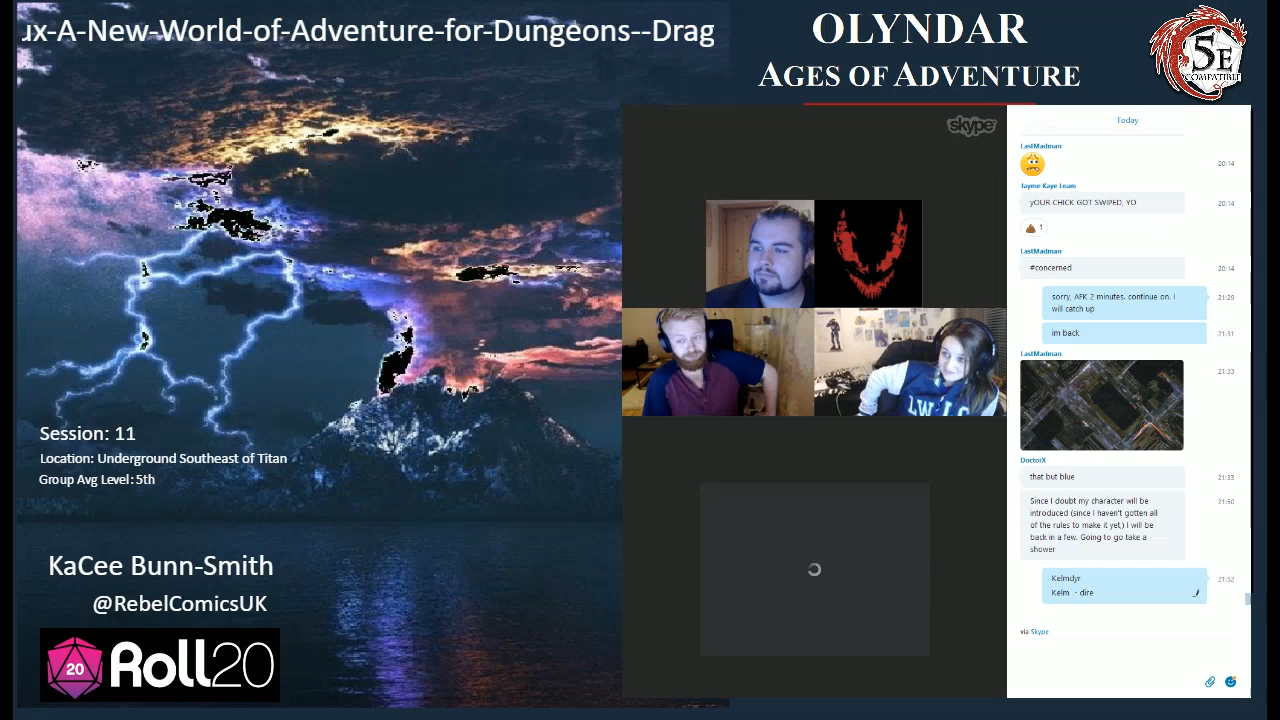 ux-A-New-World-of-Adventure-for-Dungeons--Drag
OLYNDAR
AGES OF ADVENTURE
5E
COMPATIBLE
skype
Today
LastMadman
20:14
Jayme Kaye Leam
yOUR CHICK GOT SWIPED, YO
20:14
1
LastMadman
#concerned
20:14
sorry, AFK 2 minutes. continue on. I
will catch up
21:29
im back
21:31
LastMadman
21:33
DoctorX
that but blue
21:33
Since I doubt my character will be
introduced (since I haven't gotten all
of the rules to make it yet,) I will be
back in a few. Going to go take a
shower
21:50
Kelmdyr
Kelm - dire
21:52
via Skype
Session: 11
Location: Underground Southeast of Titan
Group Avg Level: 5th
KaCee Bunn-Smith
@RebelComicsUK
20
Roll20